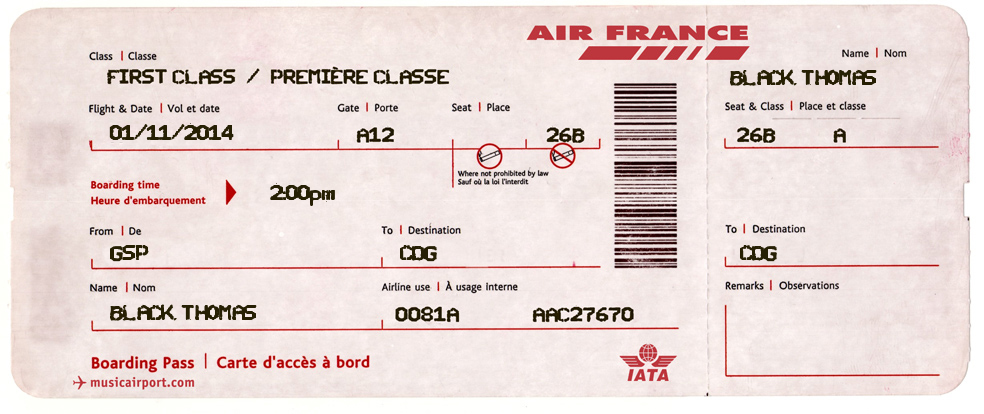 AIR FRANCE
Class | Classe
FIRST CLASS / PREMIÈRE CLASSE
Flight & Date | Vol et date
Gate | Porte
Seat | Place
01/11/2014
A12
26B
Where not prohibited by law
Sauf où la loi l'interdit
Boarding time
Heure d'embarquement
2:00pm
From | De
To | Destination
GSP
CDG
Name | Nom
Airline use | À usage interne
BLACK THOMAS
0081A
AAC27670
Boarding Pass | Carte d'accès à bord
musicairport.com
IATA
Name | Nom
BLACK THOMAS
Seat & Class | Place et classe
26B
A
To | Destination
CDG
Remarks | Observations